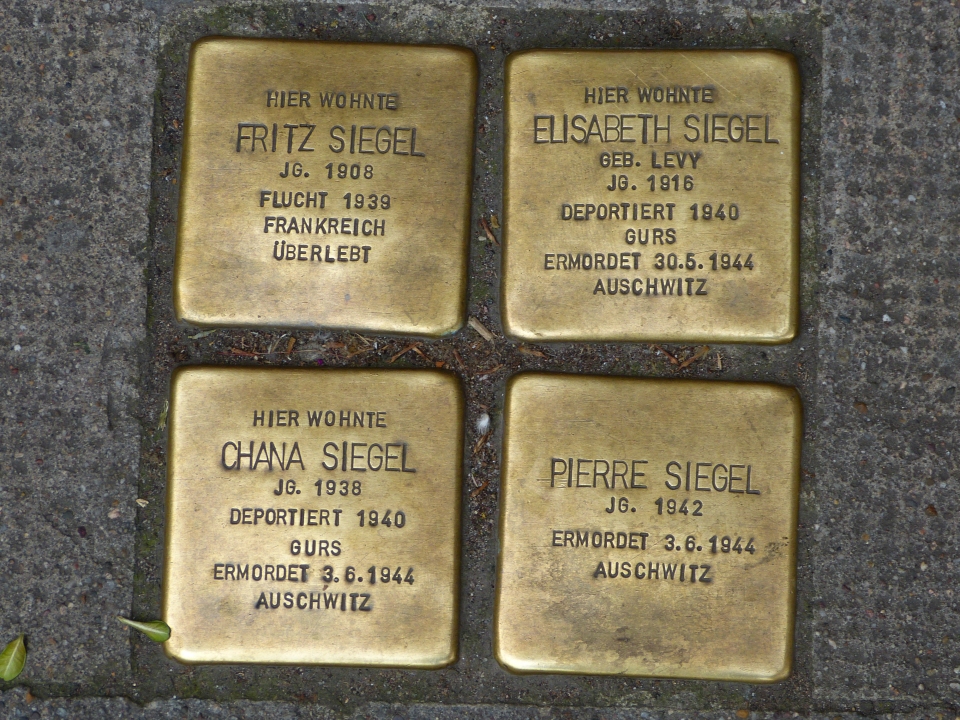 HIER WOHNTE
FRITZ SIEGEL
JG. 1908
FLUCHT 1939
FRANKREICH
ÜBERLEBT
HIER WOHNTE
ELISABETH SIEGEL
GEB. LEVY
JG. 1916
DEPORTIERT 1940
GURS
ERMORDET 30.5.1944
AUSCHWITZ
HIER WOHNTE
CHANA SIEGEL
JG. 1938
DEPORTIERT 1940
GURS
ERMORDET 3.6.1944
AUSCHWITZ
PIERRE SIEGEL
JG. 1942
ERMORDET 3.6.1944
AUSCHWITZ